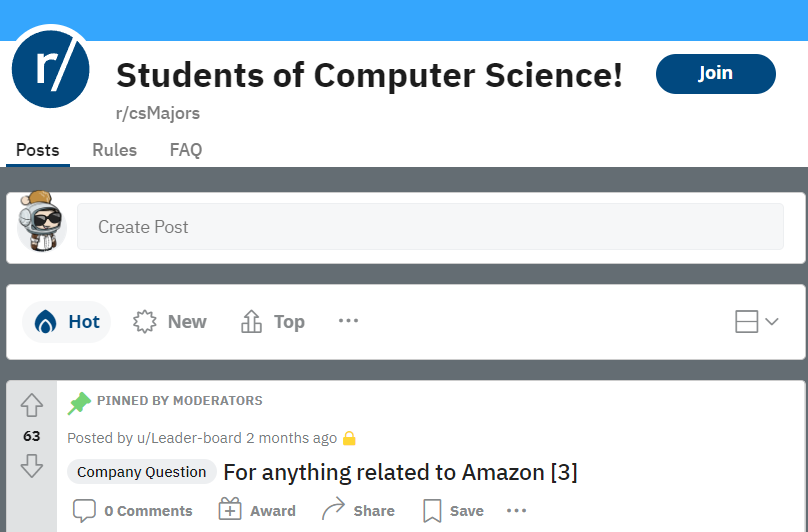 r/
Students of Computer Science!
Join
r/csMajors
Posts Rules FAQ
Create Post
Hot New Top ···
PINNED BY MODERATORS
63
Posted by u/Leader-board 2 months ago
Company Question For anything related to Amazon [3]
0 Comments Award Share Save ···